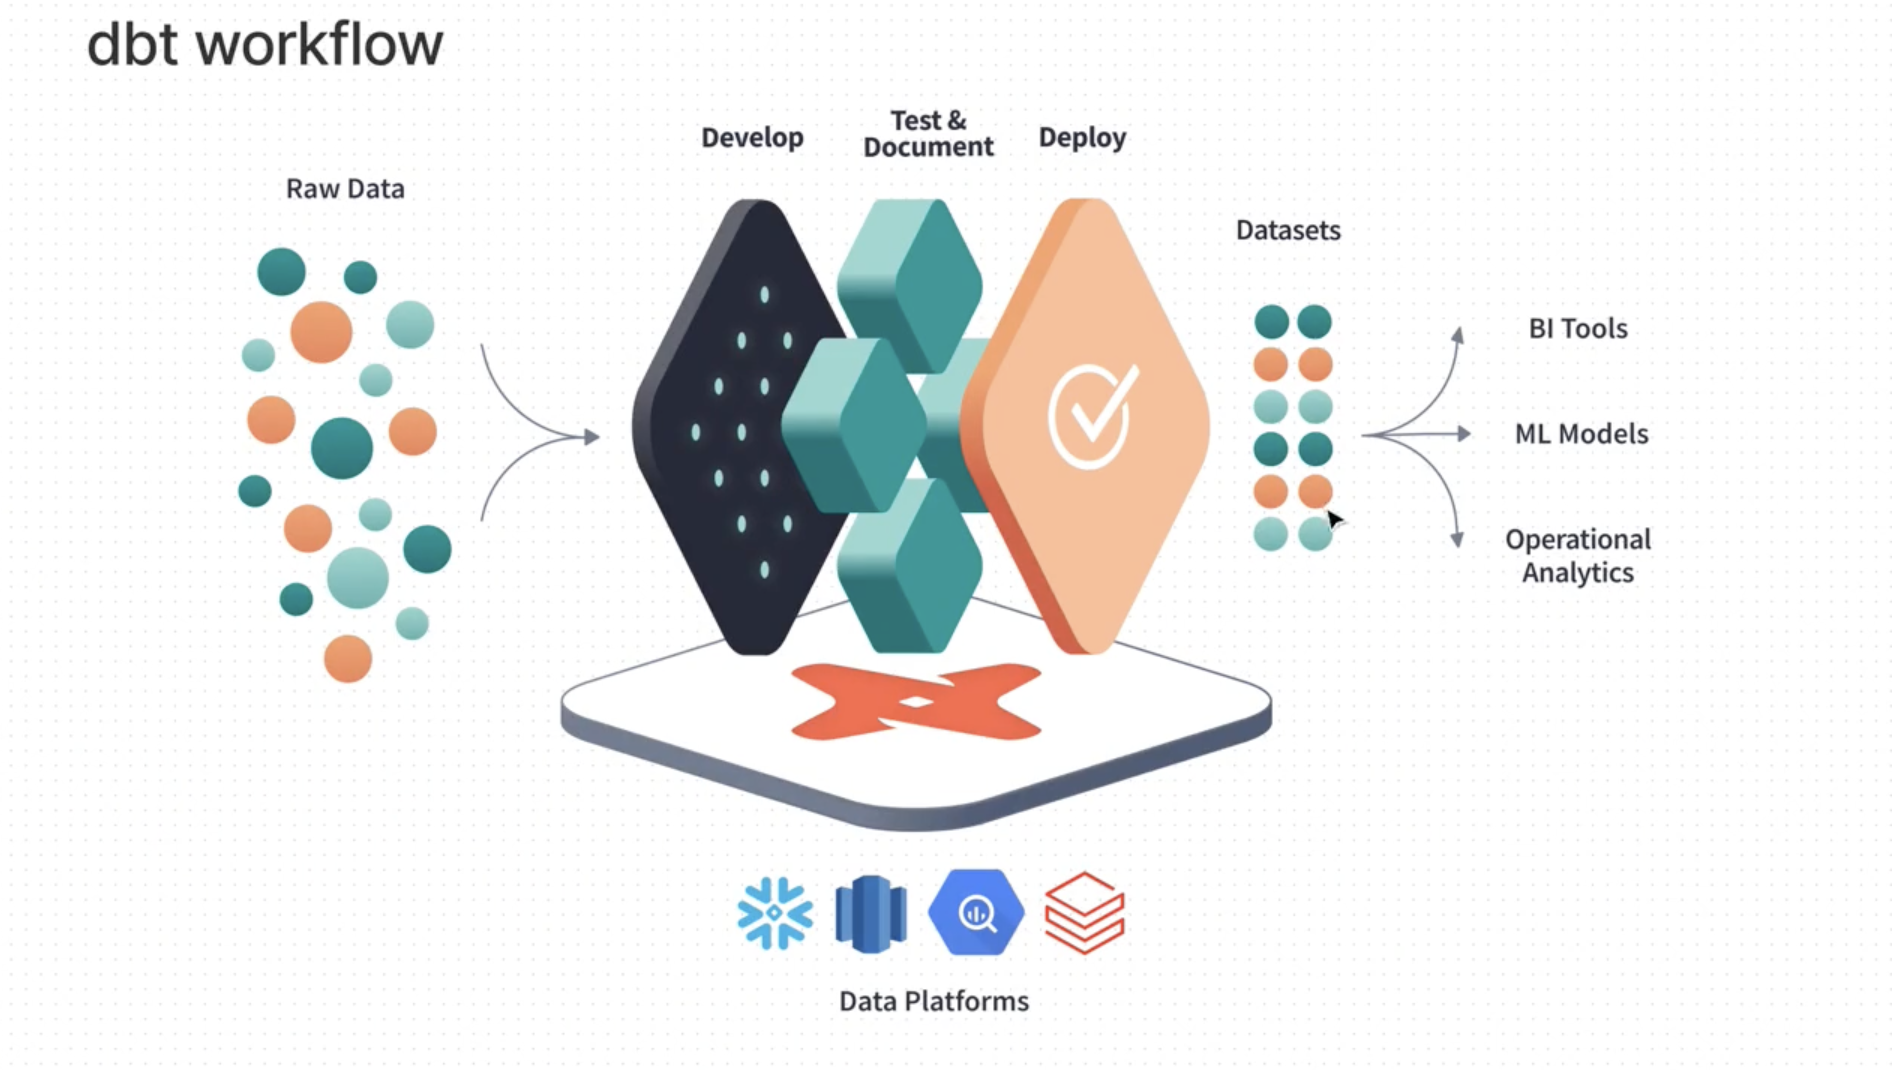 dbt workflow
Raw Data
Develop
Test &
Document
Deploy
Datasets
BI Tools
ML Models
Operational
Analytics
Data Platforms